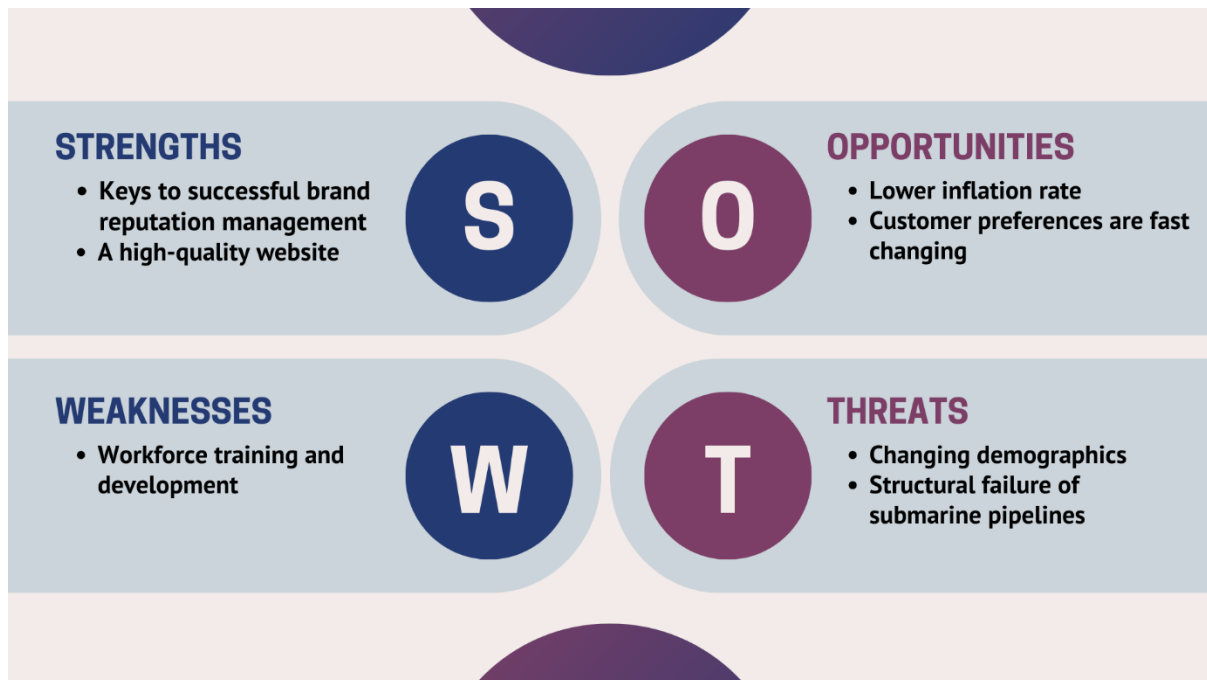 STRENGTHS
• Keys to successful brand
reputation management
• A high-quality website
S
O
OPPORTUNITIES
• Lower inflation rate
• Customer preferences are fast
changing
WEAKNESSES
• Workforce training and
development
W
T
THREATS
• Changing demographics
• Structural failure of
submarine pipelines